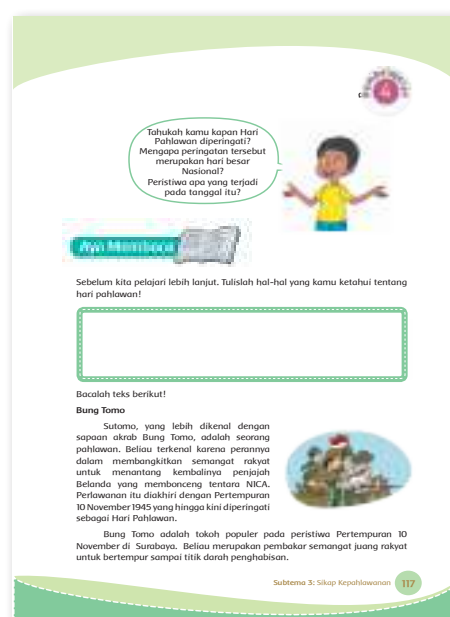 4
Tahukah kamu kapan Hari
Pahlawan diperingati?
Mengapa peringatan tersebut
merupakan hari besar
Nasional?
Peristiwa apa yang terjadi
pada tanggal itu?
Ayo Membaca
Sebelum kita pelajari lebih lanjut. Tulislah hal-hal yang kamu ketahui tentang
hari pahlawan!
Bacalah teks berikut!
Bung Tomo
Sutomo, yang lebih dikenal dengan
sapaan akrab Bung Tomo, adalah seorang
pahlawan. Beliau terkenal karena perannya
dalam membangkitkan semangat rakyat
untuk menantang kembalinya penjajah
Belanda yang membonceng tentara NICA.
Perlawanan itu diakhiri dengan Pertempuran
10 November 1945 yang hingga kini diperingati
sebagai Hari Pahlawan.
Bung Tomo adalah tokoh populer pada peristiwa Pertempuran 10
November di Surabaya. Beliau merupakan pembakar semangat juang rakyat
untuk bertempur sampai titik darah penghabisan.
Subtema 3: Sikap Kepahlawanan 117